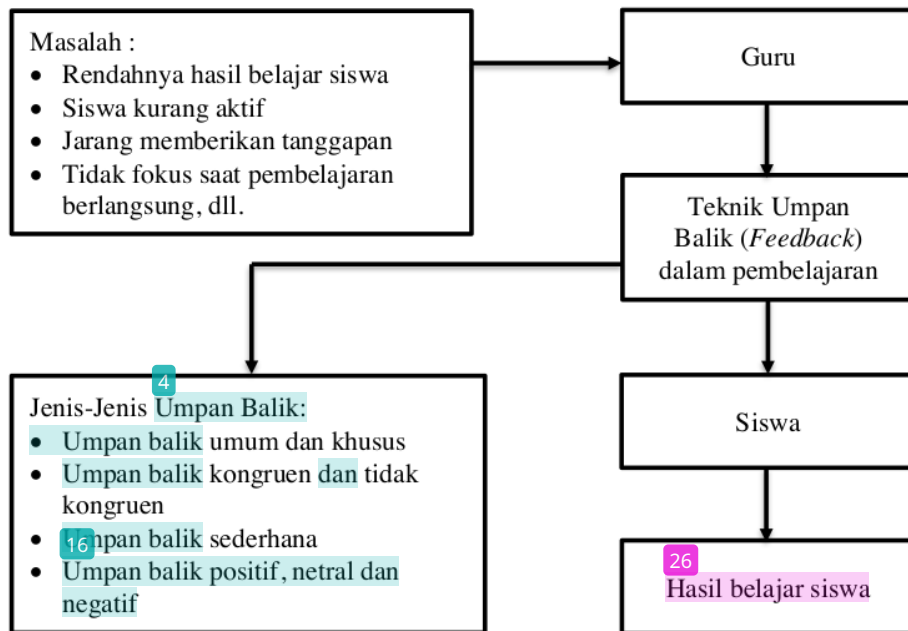 Masalah :
• Rendahnya hasil belajar siswa
• Siswa kurang aktif
• Jarang memberikan tanggapan
• Tidak fokus saat pembelajaran
berlangsung, dll.
Guru
Teknik Umpan
Balik (Feedback)
dalam pembelajaran
4
Jenis-Jenis Umpan Balik:
• Umpan balik umum dan khusus
• Umpan balik kongruen dan tidak
kongruen
16
• Umpan balik sederhana
• Umpan balik positif, netral dan
negatif
Siswa
26
Hasil belajar siswa